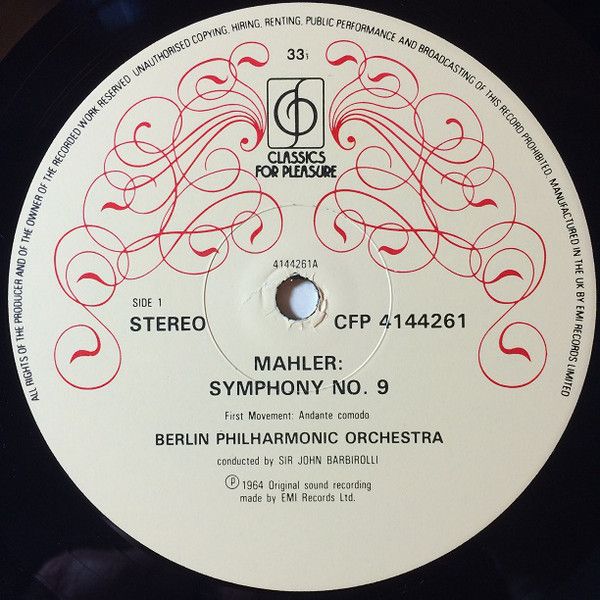 ALL RIGHTS OF THE PRODUCER AND OF THE OWNER OF THE RECORDED WORK RESERVED UNAUTHORISED COPYING, HIRING, RENTING, PUBLIC PERFORMANCE AND BROADCASTING OF THIS RECORD PROHIBITED. MANUFACTURED IN THE UK BY EMI RECORDS LIMITED
33⅓
CLASSICS
FOR PLEASURE
4144261A
SIDE 1
STEREO
CFP 4144261
MAHLER:
SYMPHONY NO. 9
First Movement: Andante comodo
BERLIN PHILHARMONIC ORCHESTRA
conducted by SIR JOHN BARBIROLLI
℗ 1964 Original sound recording
made by EMI Records Ltd.